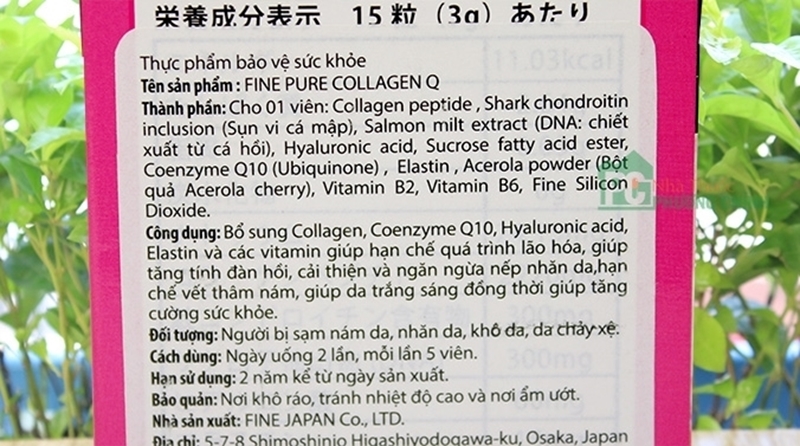 栄養成分表示 15粒（3g）あたり
11.03kcal
Thực phẩm bảo vệ sức khỏe
Tên sản phẩm : FINE PURE COLLAGEN Q
Thành phần: Cho 01 viên: Collagen peptide , Shark chondroitin
inclusion (Sụn vi cá mập), Salmon milt extract (DNA: chiết
xuất từ cá hồi), Hyaluronic acid, Sucrose fatty acid ester,
Coenzyme Q10 (Ubiquinone) , Elastin , Acerola powder (Bột
quả Acerola cherry), Vitamin B2, Vitamin B6, Fine Silicon
Dioxide.
Công dụng: Bổ sung Collagen, Coenzyme Q10, Hyaluronic acid,
Elastin và các vitamin giúp hạn chế quá trình lão hóa, giúp
tăng tính đàn hồi, cải thiện và ngăn ngừa nếp nhăn da,hạn
chế vết thâm nám, giúp da trắng sáng đồng thời giúp tăng
cường sức khỏe.
300mg
Đối tượng: Người bị sạm nám da, nhăn da, khô da, da chảy xệ.
Cách dùng: Ngày uống 2 lần, mỗi lần 5 viên.
300mg
Hạn sử dụng: 2 năm kể từ ngày sản xuất.
Bảo quản: Nơi khô ráo, tránh nhiệt độ cao và nơi ẩm ướt.
Nhà sản xuất: FINE JAPAN Co., LTD.
Địa chỉ: 5-7-8 Shimoshinjo Higashiyodogawa-ku, Osaka, Japan